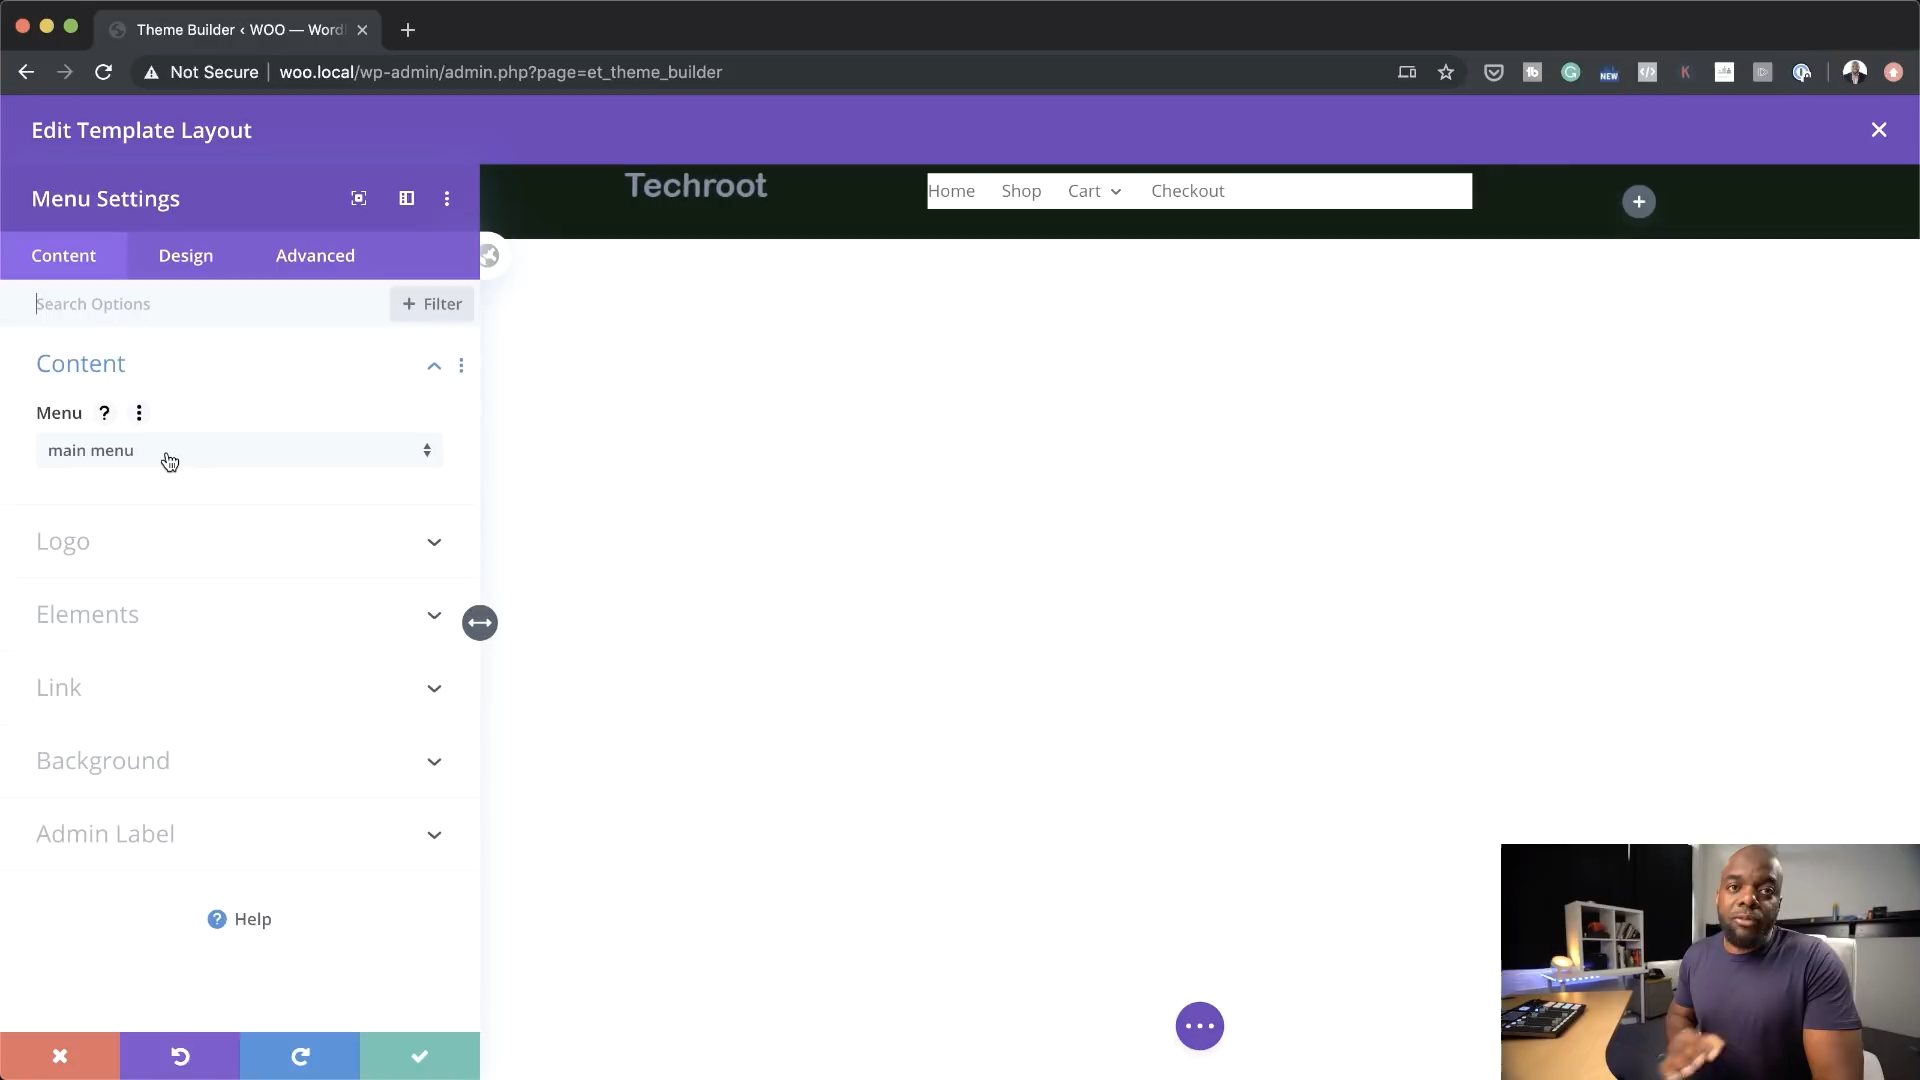 Theme Builder ‹ WOO — Word
Not Secure
woo.local/wp-admin/admin.php?page=et_theme_builder
NEW
K
Edit Template Layout
Menu Settings
Content
Design
Advanced
Search Options
+ Filter
Content
Menu ?
main menu
Logo
Elements
Link
Background
Admin Label
? Help
Techroot
Home
Shop
Cart
Checkout